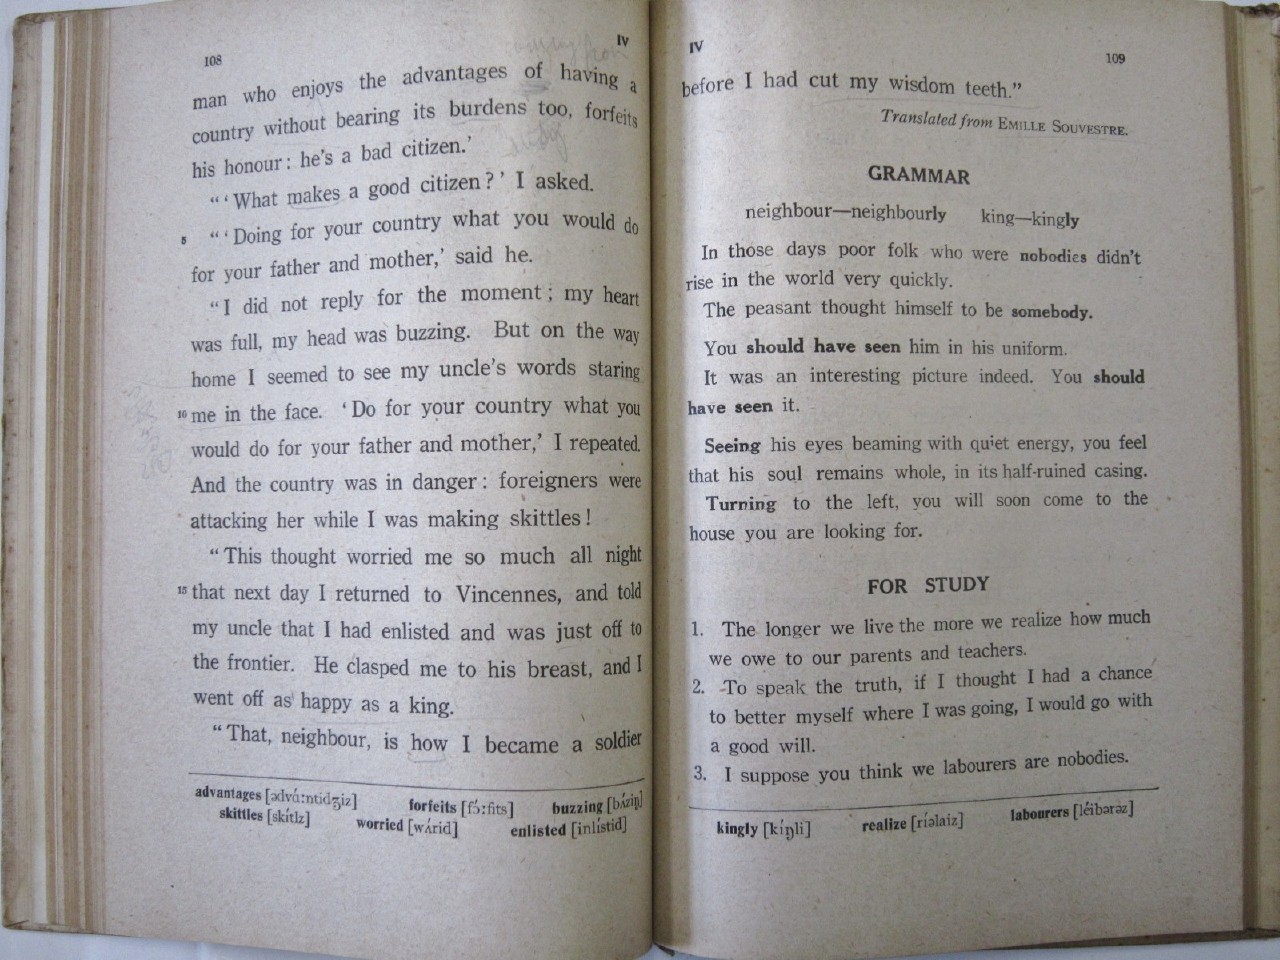 108
IV
man who enjoys the advantages of having a
country without bearing its burdens too, forfeits
his honour: he's a bad citizen.'
“‘What makes a good citizen?’ I asked.
5 “‘Doing for your country what you would do
for your father and mother,’ said he.
“I did not reply for the moment; my heart
was full, my head was buzzing. But on the way
home I seemed to see my uncle's words staring
10 me in the face. ‘Do for your country what you
would do for your father and mother,’ I repeated.
And the country was in danger: foreigners were
attacking her while I was making skittles!
“This thought worried me so much all night
15 that next day I returned to Vincennes, and told
my uncle that I had enlisted and was just off to
the frontier. He clasped me to his breast, and I
went off as happy as a king.
“That, neighbour, is how I became a soldier
advantages [ədvá:ntidʒiz] forfeits [fɔ́:fits] buzzing [bʌ́ziŋ]
skittles [skítlz] worried [wʌ́rid] enlisted [inlístid]
IV
109
before I had cut my wisdom teeth.”
Translated from EMILLE SOUVESTRE.
GRAMMAR
neighbour—neighbourly king—kingly
In those days poor folk who were nobodies didn't
rise in the world very quickly.
The peasant thought himself to be somebody.
You should have seen him in his uniform.
It was an interesting picture indeed. You should
have seen it.
Seeing his eyes beaming with quiet energy, you feel
that his soul remains whole, in its half-ruined casing.
Turning to the left, you will soon come to the
house you are looking for.
FOR STUDY
1. The longer we live the more we realize how much
we owe to our parents and teachers.
2. To speak the truth, if I thought I had a chance
to better myself where I was going, I would go with
a good will.
3. I suppose you think we labourers are nobodies.
kingly [kíŋli] realize [ríəlaiz] labourers [léibərəz]